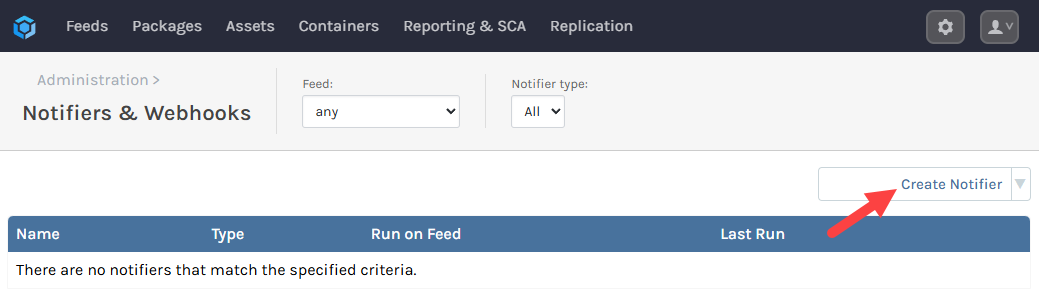 Feeds Packages Assets Containers Reporting & SCA Replication
Administration >
Notifiers & Webhooks
Feed:
any
Notifier type:
All
Create Notifier
Name Type Run on Feed Last Run
There are no notifiers that match the specified criteria.